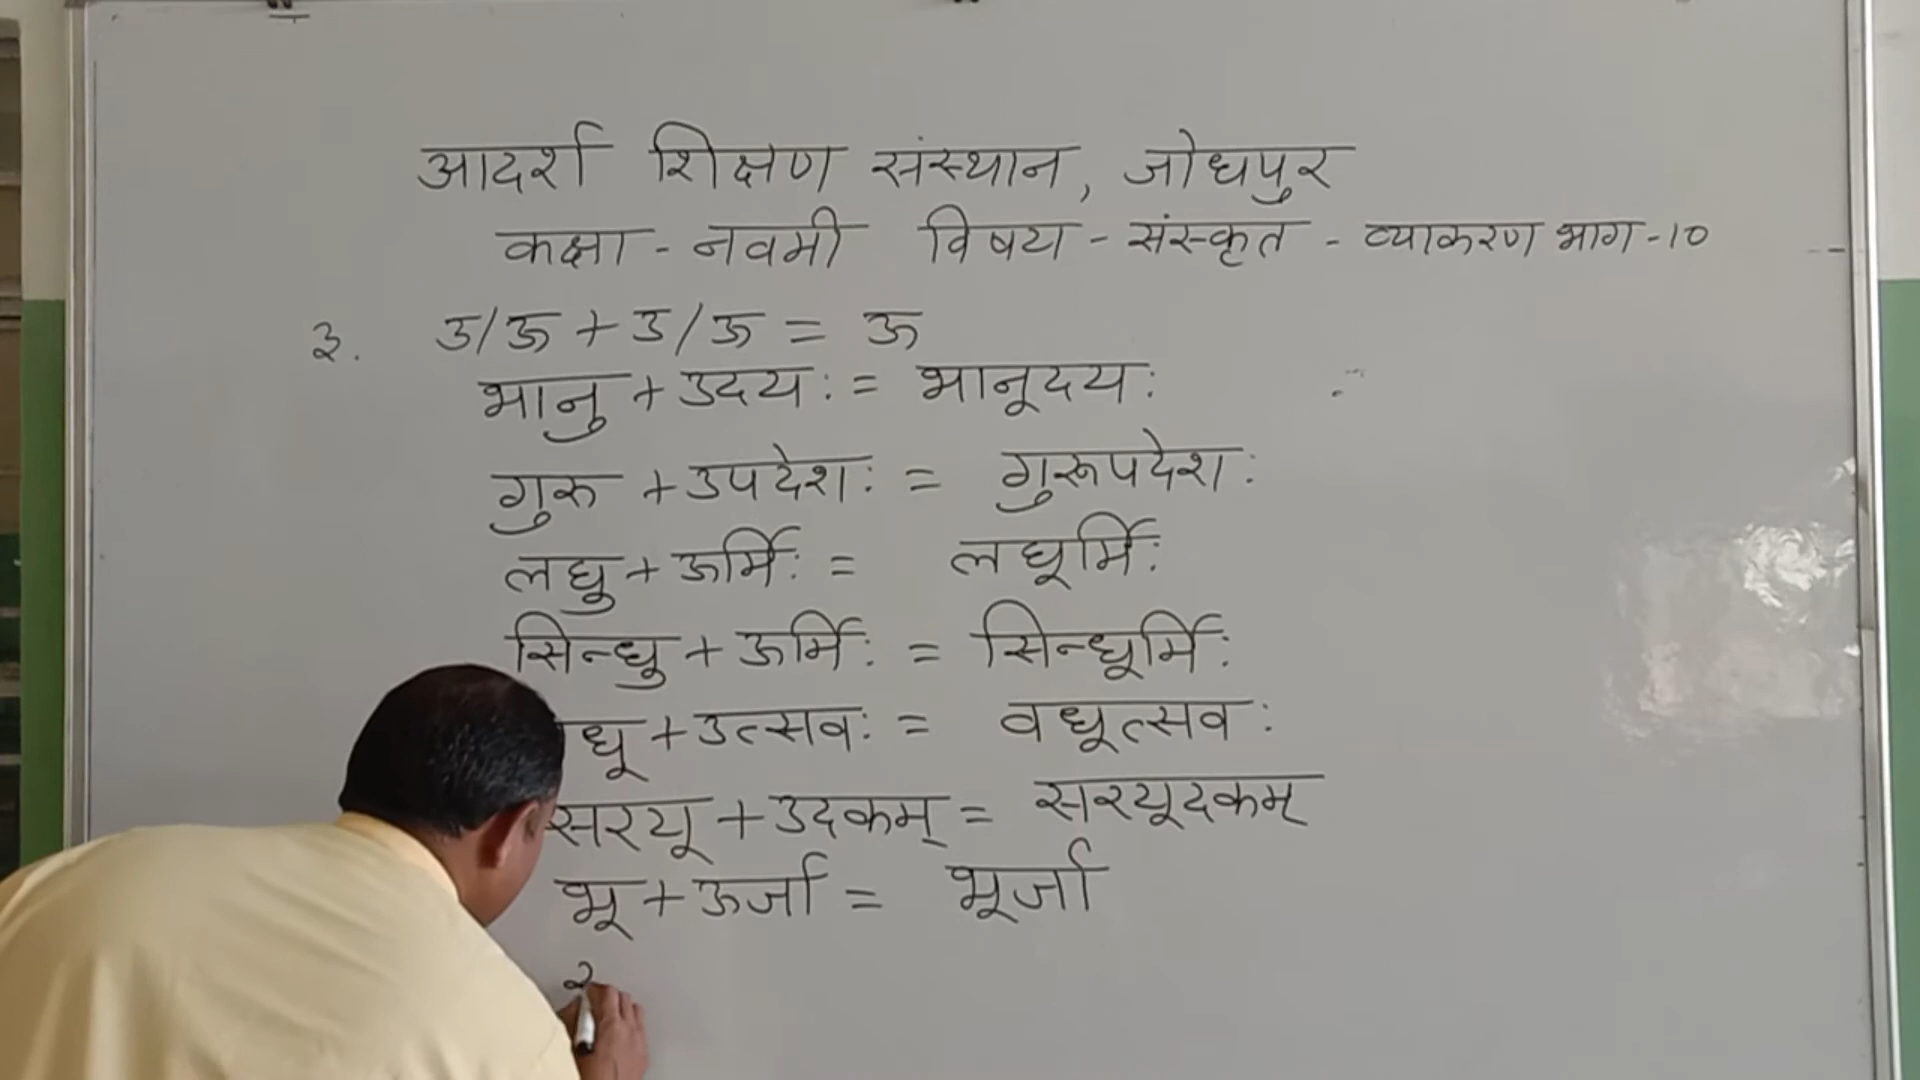 आदर्श शिक्षण संस्थान, जोधपुर
कक्षा - नवमी विषय - संस्कृत - व्याकरण भाग - 10
३. उ/ऊ + उ/ऊ = ऊ
भानु + उदय: = भानूदय:
गुरु + उपदेश: = गुरूपदेश:
लघु + ऊर्मि: = लघूर्मि:
सिन्धु + ऊर्मि: = सिन्धूर्मि:
धू + उत्सव: = वधूत्सव:
सरयू + उदकम् = सरयूदकम्
भू + ऊर्जा = भूर्जा